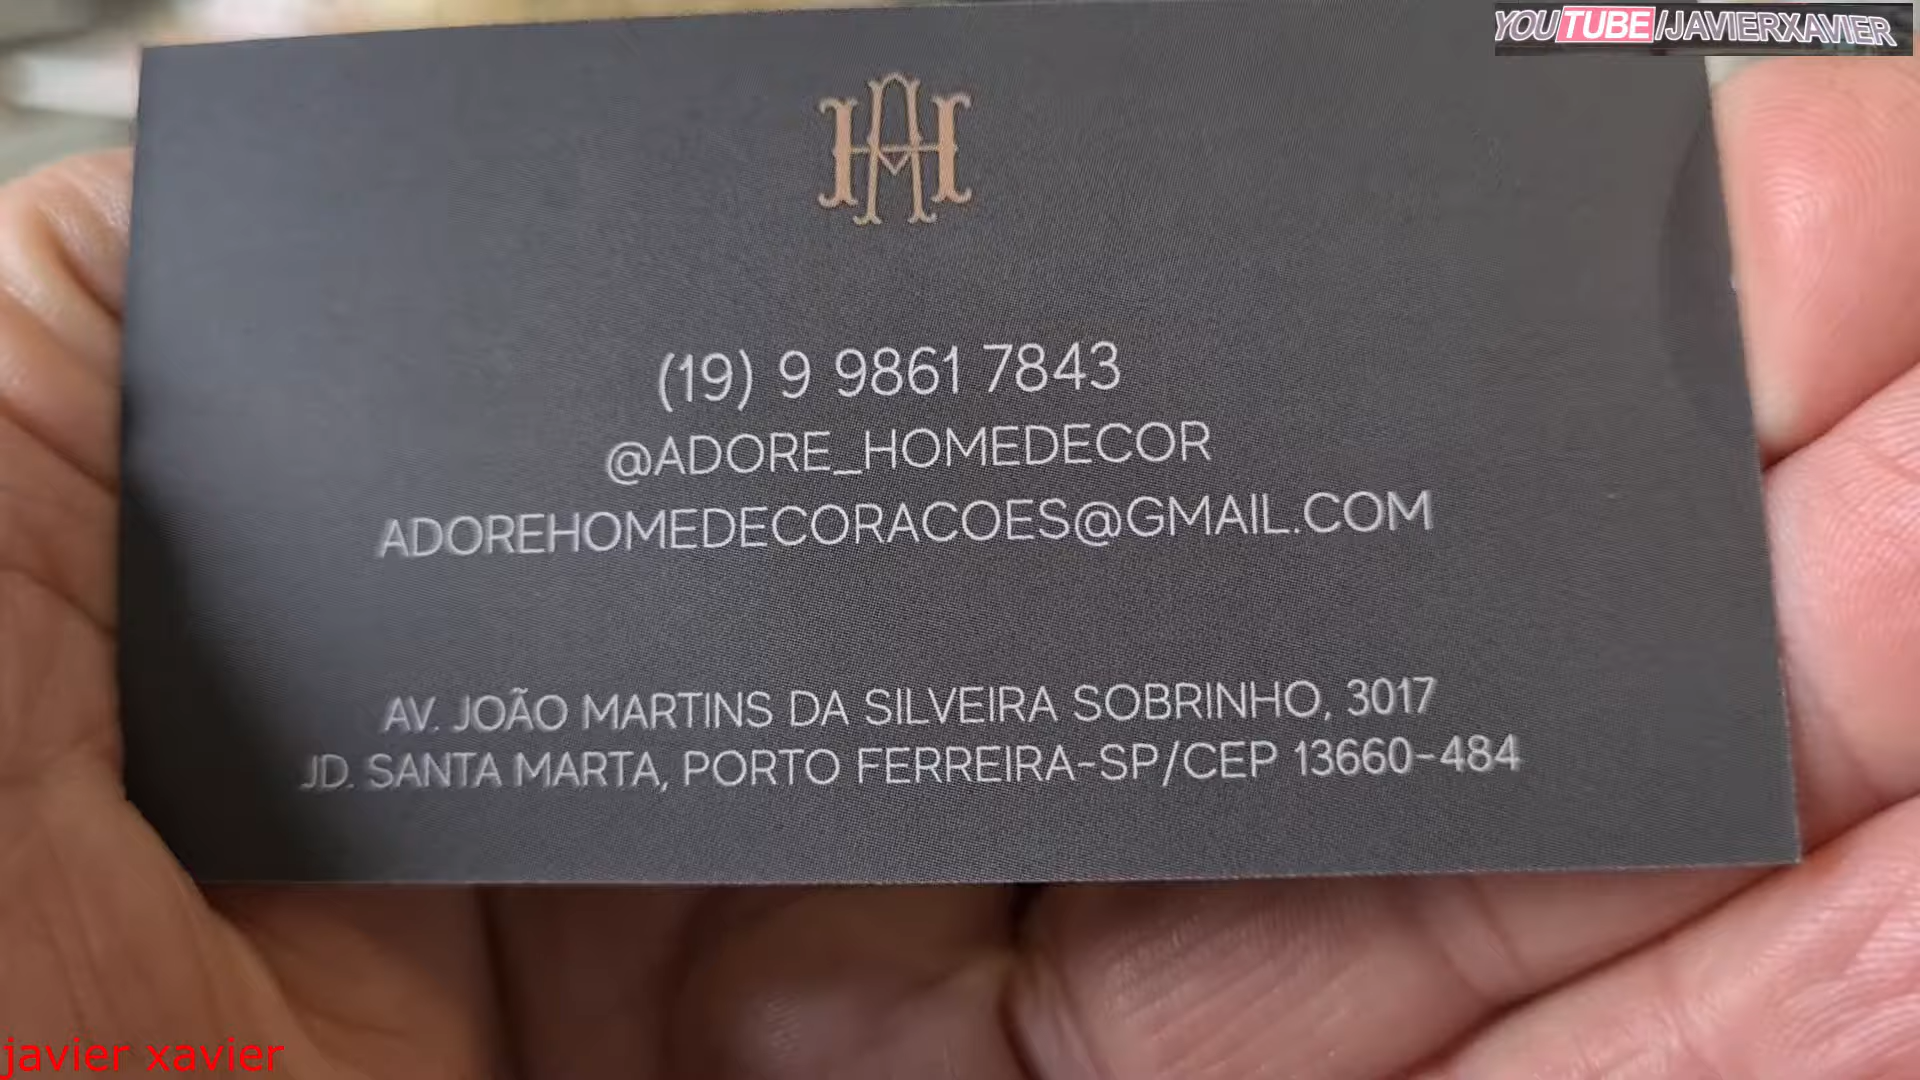 YOUTUBE/JAVIERXAVIER
HA
(19) 9 9861 7843
@ADORE_HOMEDECOR
ADOREHOMEDECORACOES@GMAIL.COM
AV. JOÃO MARTINS DA SILVEIRA SOBRINHO, 3017
JD. SANTA MARTA, PORTO FERREIRA-SP/CEP 13660-484
javier xavier